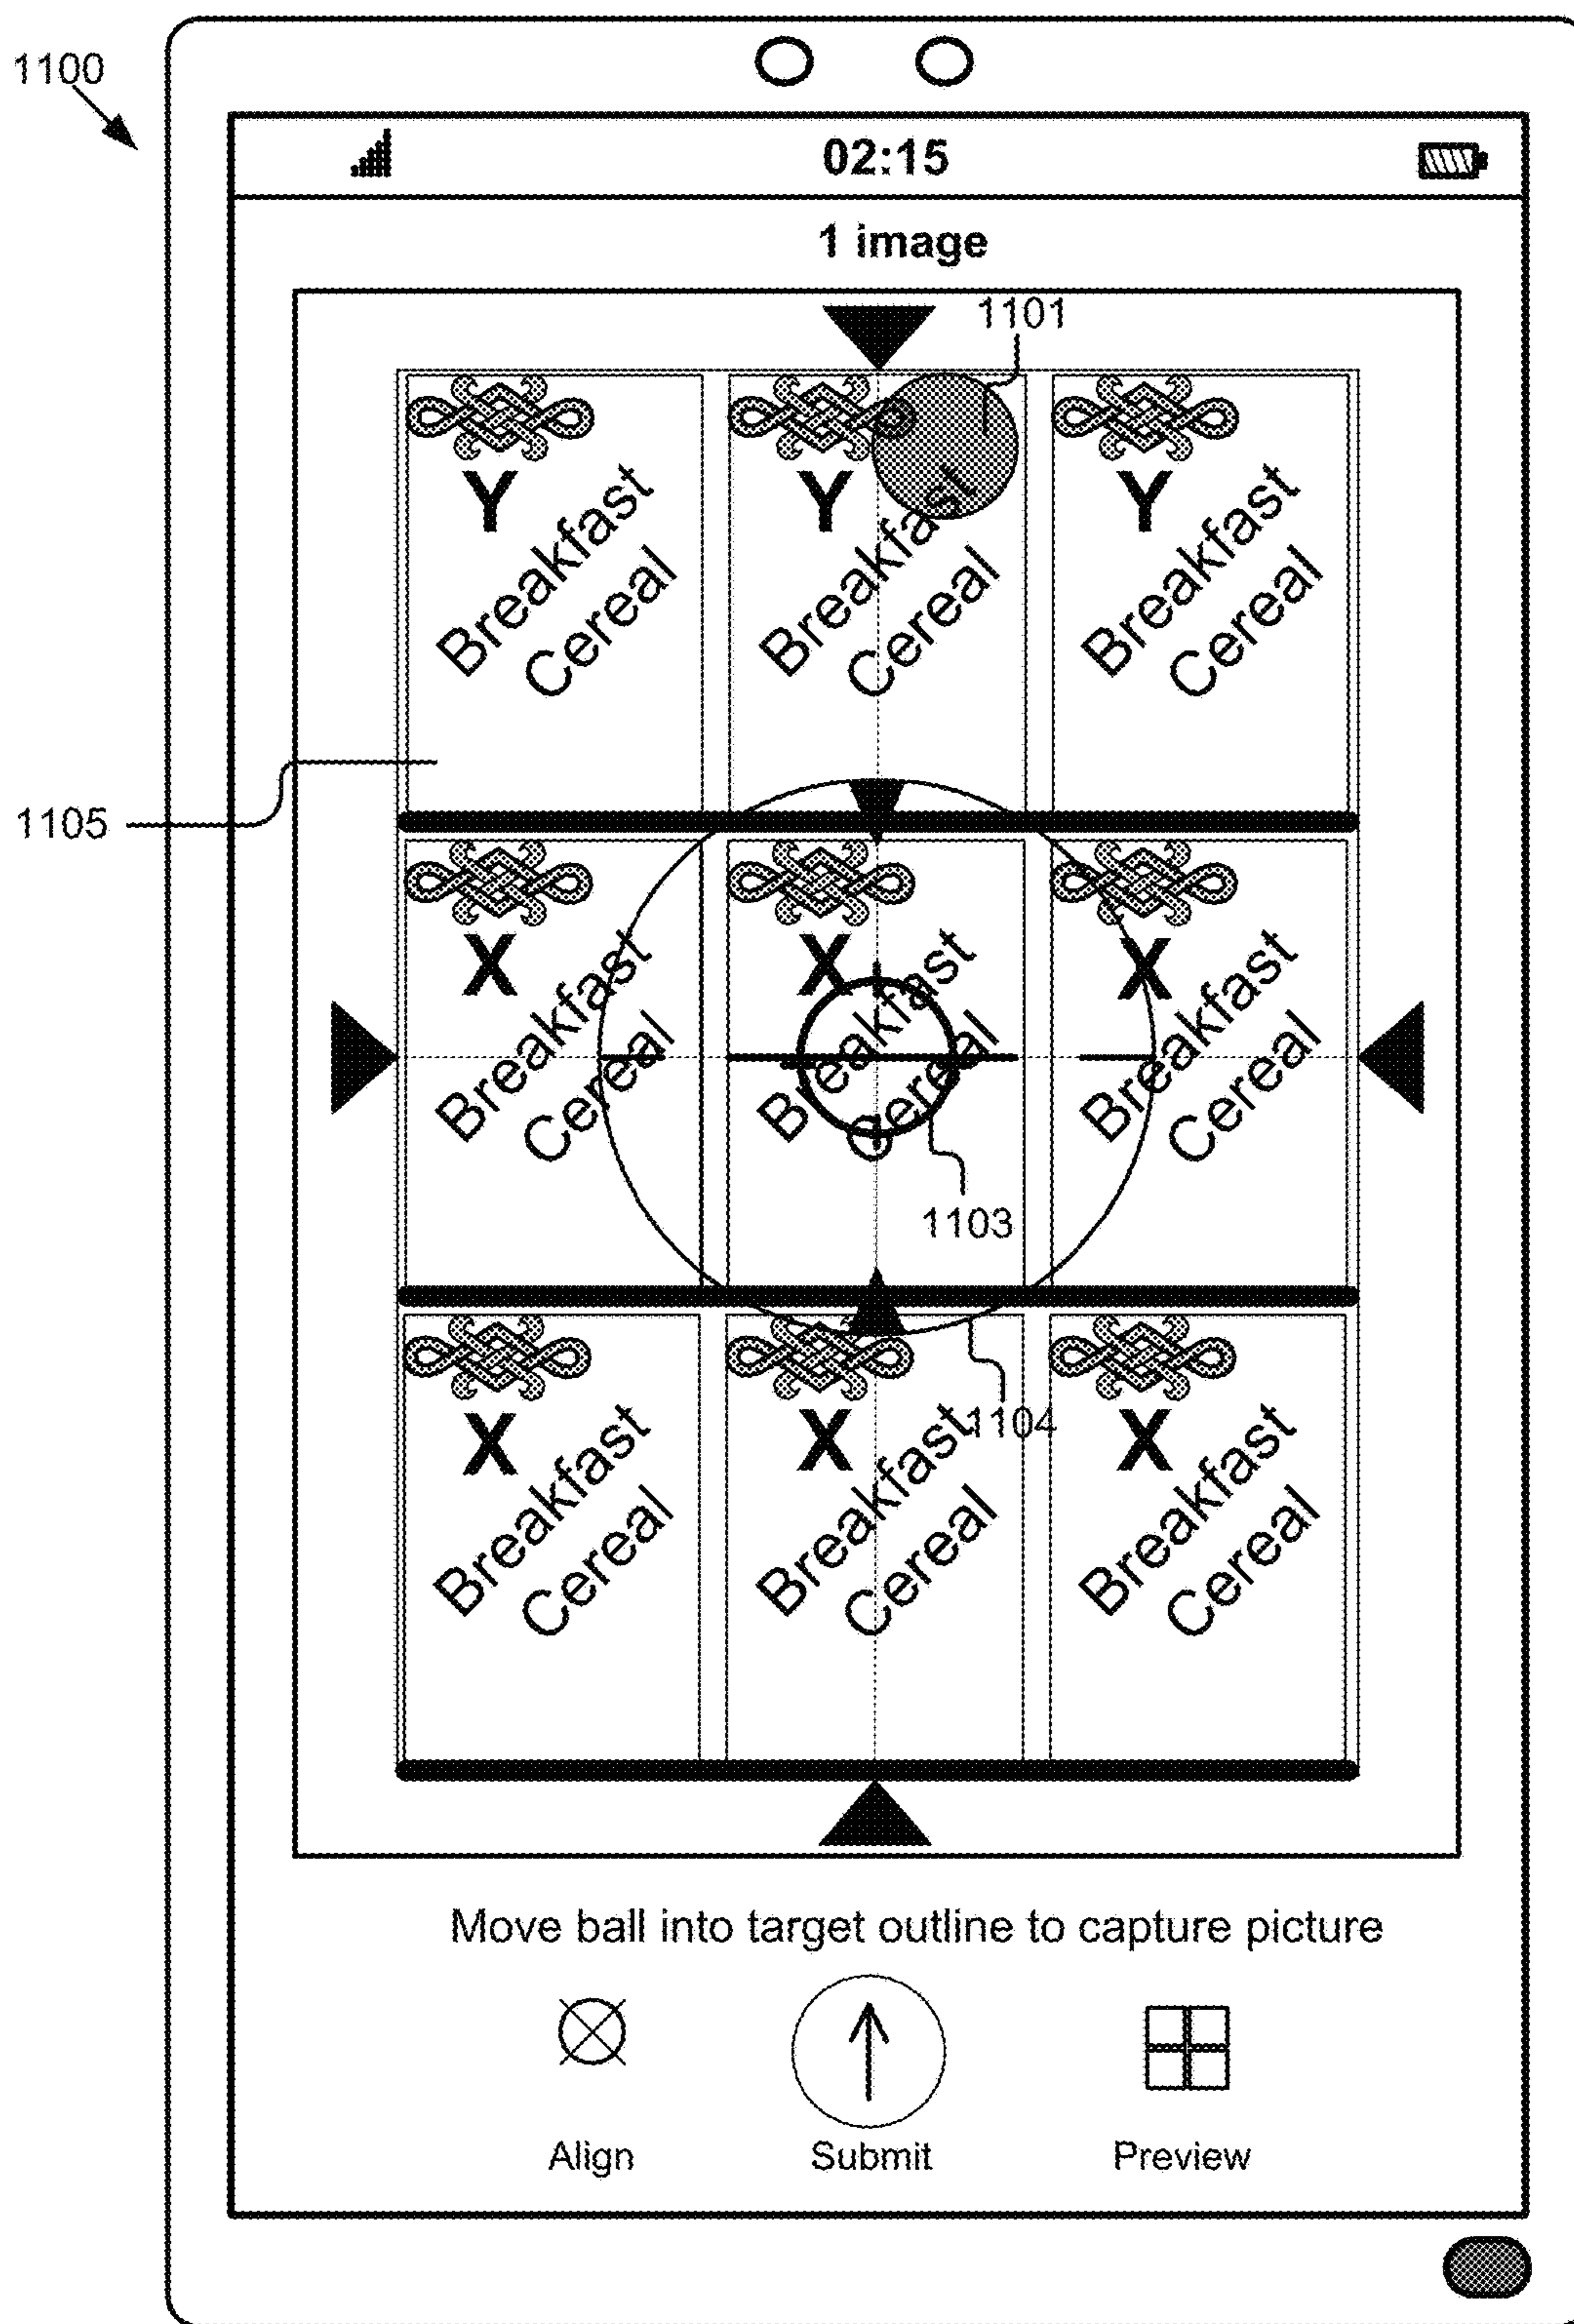 1100
02:15
1 image
1101
Y
Breakfast
Cereal
Y
Breakfast
Cereal
Y
Breakfast
Cereal
1105
X
Breakfast
Cereal
X
Breakfast
Cereal
X
Breakfast
Cereal
1103
X
Breakfast
Cereal
X
Breakfast
Cereal
X
Breakfast
Cereal
1104
Move ball into target outline to capture picture
Align
Submit
Preview